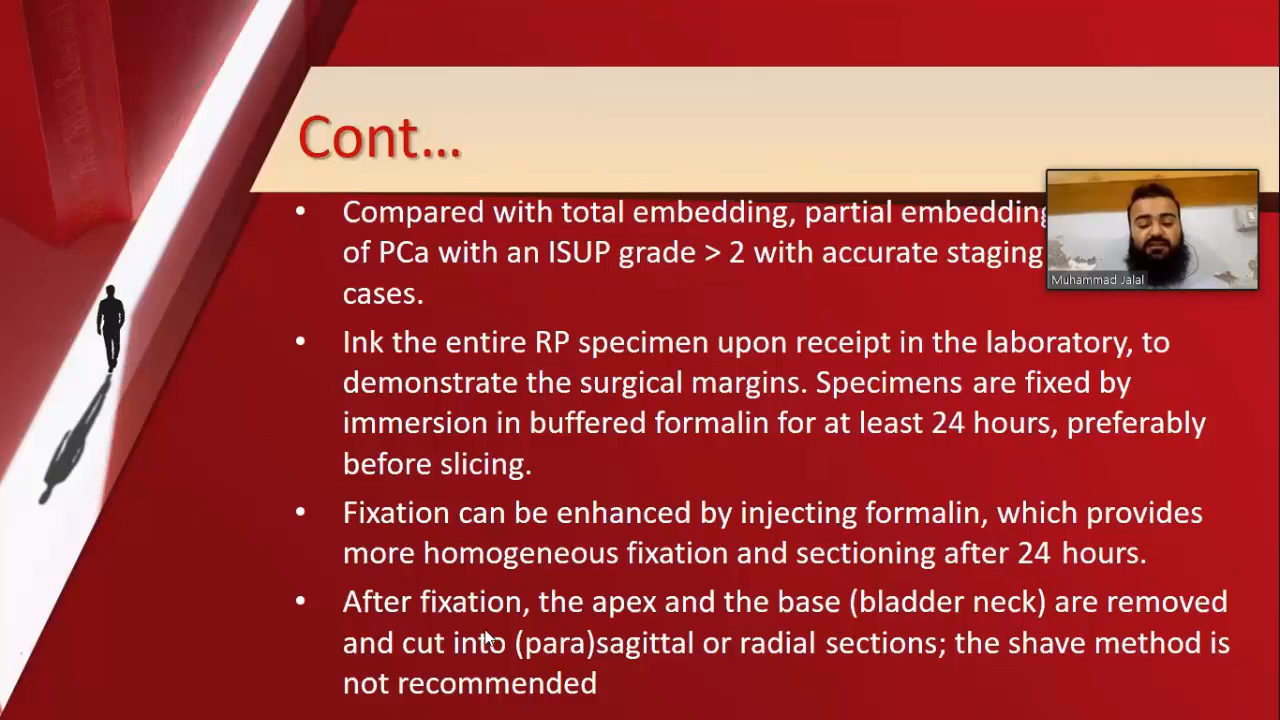 Cont...
• Compared with total embedding, partial embedding
of PCa with an ISUP grade > 2 with accurate staging
cases.
Muhammad Jalal
• Ink the entire RP specimen upon receipt in the laboratory, to
demonstrate the surgical margins. Specimens are fixed by
immersion in buffered formalin for at least 24 hours, preferably
before slicing.
• Fixation can be enhanced by injecting formalin, which provides
more homogeneous fixation and sectioning after 24 hours.
• After fixation, the apex and the base (bladder neck) are removed
and cut into (para)sagittal or radial sections; the shave method is
not recommended